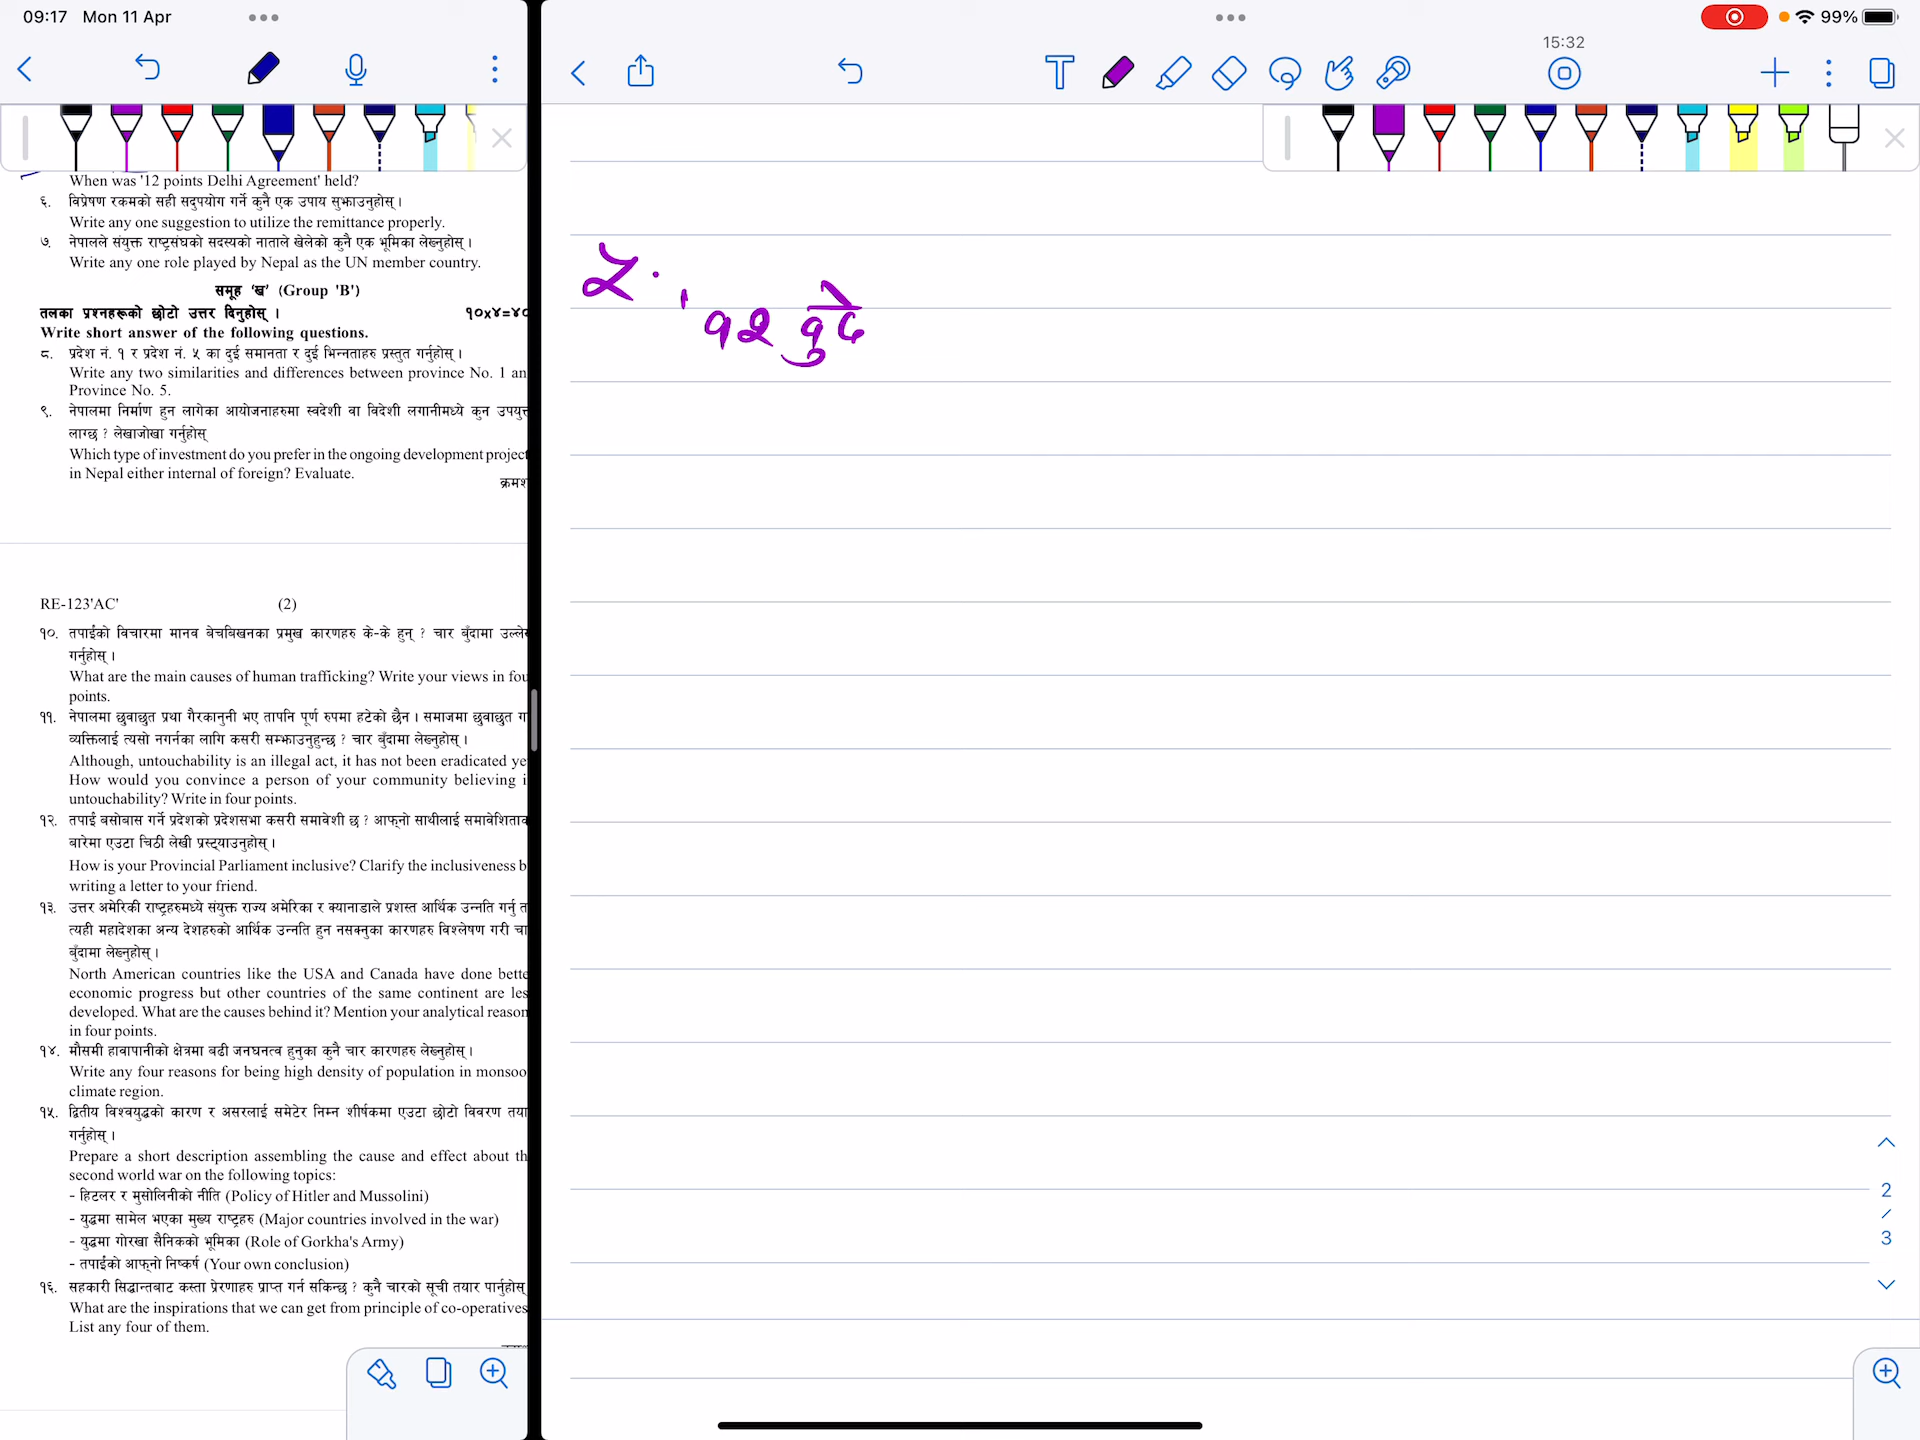 09:17 Mon 11 Apr
99%
15:32
When was '12 points Delhi Agreement' held?
६. विप्रेषण रकमको सही सदुपयोग गर्ने कुनै एक उपाय सुझाउनुहोस् ।
Write any one suggestion to utilize the remittance properly.
७. नेपालले संयुक्त राष्ट्रसंघको सदस्यको नाताले खेलेको कुनै एक भूमिका लेख्नुहोस् ।
Write any one role played by Nepal as the UN member country.
समूह 'ख' (Group 'B')
तलका प्रश्नहरूको छोटो उत्तर दिनुहोस् । १०x४=४०
Write short answer of the following questions.
८. प्रदेश नं. १ र प्रदेश नं. ५ का दुई समानता र दुई भिन्नताहरु प्रस्तुत गर्नुहोस् ।
Write any two similarities and differences between province No. 1 an
Province No. 5.
९. नेपालमा निर्माण हुन लागेका आयोजनाहरुमा स्वदेशी वा विदेशी लगानीमध्ये कुन उपयुक्त
लाग्छ ? लेखाजोखा गर्नुहोस्
Which type of investment do you prefer in the ongoing development project
in Nepal either internal of foreign? Evaluate.
क्रमश
RE-123'AC' (2)
१०. तपाईंको विचारमा मानव बेचबिखनका प्रमुख कारणहरु के-के हुन् ? चार बुँदामा उल्ले
गर्नुहोस् ।
What are the main causes of human trafficking? Write your views in fou
points.
११. नेपालमा छुवाछुत प्रथा गैरकानुनी भए तापनि पूर्ण रुपमा हटेको छैन । समाजमा छुवाछुत ग
व्यक्तिलाई त्यसो नगर्नका लागि कसरी सम्झाउनुहुन्छ ? चार बुँदामा लेख्नुहोस् ।
Although, untouchability is an illegal act, it has not been eradicated ye
How would you convince a person of your community believing i
untouchability? Write in four points.
१२. तपाईं बसोबास गर्ने प्रदेशको प्रदेशसभा कसरी समावेशी छ ? आफ्नो साथीलाई समावेशिताक
बारेमा एउटा चिठी लेखी प्रस्ट्याउनुहोस् ।
How is your Provincial Parliament inclusive? Clarify the inclusiveness b
writing a letter to your friend.
१३. उत्तर अमेरिकी राष्ट्रहरुमध्ये संयुक्त राज्य अमेरिका र क्यानाडाले प्रशस्त आर्थिक उन्नति गर्नु त
त्यही महादेशका अन्य देशहरुको आर्थिक उन्नति हुन नसक्नुका कारणहरु विश्लेषण गरी चा
बुँदामा लेख्नुहोस् ।
North American countries like the USA and Canada have done bette
economic progress but other countries of the same continent are les
developed. What are the causes behind it? Mention your analytical reason
in four points.
१४. मौसमी हावापानीको क्षेत्रमा बढी जनघनत्व हुनुका कुनै चार कारणहरु लेख्नुहोस् ।
Write any four reasons for being high density of population in monsoo
climate region.
१५. द्वितीय विश्वयुद्धको कारण र असरलाई समेटेर निम्न शीर्षकमा एउटा छोटो विवरण तया
गर्नुहोस् ।
Prepare a short description assembling the cause and effect about th
second world war on the following topics:
- हिटलर र मुसोलिनीको नीति (Policy of Hitler and Mussolini)
- युद्धमा सामेल भएका मुख्य राष्ट्रहरु (Major countries involved in the war)
- युद्धमा गोरखा सैनिकको भूमिका (Role of Gorkha's Army)
- तपाईंको आफ्नो निष्कर्ष (Your own conclusion)
१६. सहकारी सिद्धान्तबाट कस्ता प्रेरणाहरु प्राप्त गर्न सकिन्छ ? कुनै चारको सूची तयार पार्नुहोस्
What are the inspirations that we can get from principle of co-operatives
List any four of them.
५.
१२ बुँदे
2
3